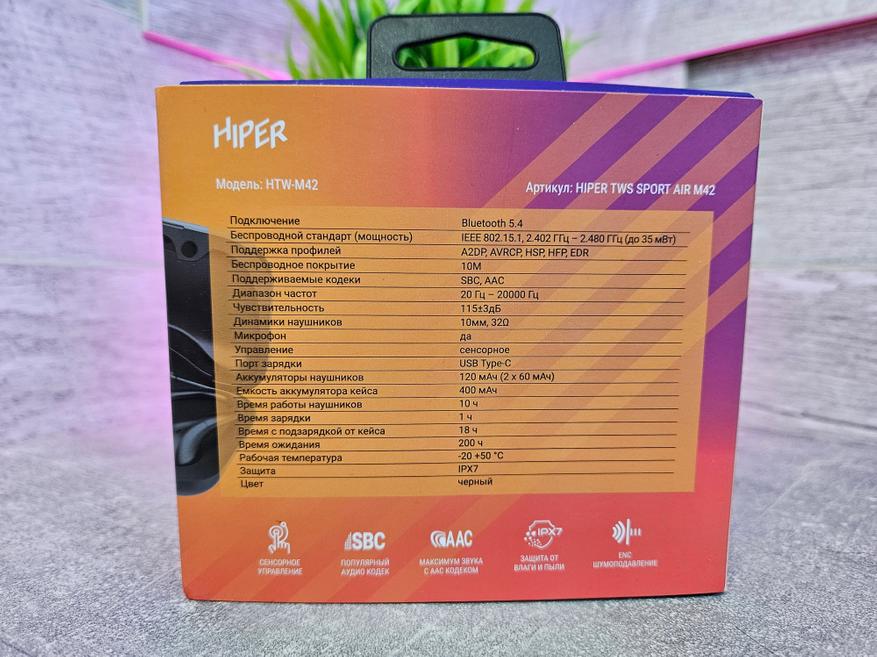 HIPER
Модель: HTW-M42 Артикул: HIPER TWS SPORT AIR M42
Подключение Bluetooth 5.4
Беспроводной стандарт (мощность) IEEE 802.15.1, 2.402 ГГц – 2.480 ГГц (до 35 мВт)
Поддержка профилей A2DP, AVRCP, HSP, HFP, EDR
Беспроводное покрытие 10М
Поддерживаемые кодеки SBC, AAC
Диапазон частот 20 Гц – 20000 Гц
Чувствительность 115±3дБ
Динамики наушников 10мм, 32Ω
Микрофон да
Управление сенсорное
Порт зарядки USB Type-C
Аккумуляторы наушников 120 мАч (2 x 60 мАч)
Емкость аккумулятора кейса 400 мАч
Время работы наушников 10 ч
Время зарядки 1 ч
Время с подзарядкой от кейса 18 ч
Время ожидания 200 ч
Рабочая температура -20 +50 °C
Защита IPX7
Цвет черный
SBC AAC IPX7
СЕНСОРНОЕ УПРАВЛЕНИЕ
ПОПУЛЯРНЫЙ АУДИО КОДЕК
МАКСИМУМ ЗВУКА С AAC КОДЕКОМ
ЗАЩИТА ОТ ВЛАГИ И ПЫЛИ
ENC ШУМОПОДАВЛЕНИЕ